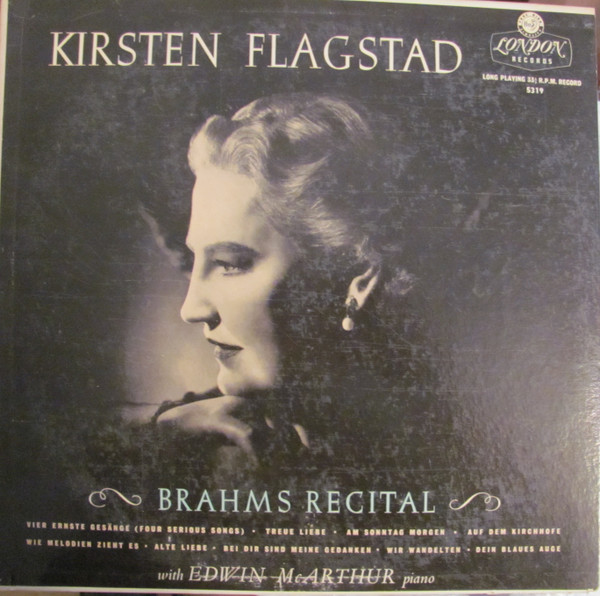 KIRSTEN FLAGSTAD
LONDON
RECORDS
LONG PLAYING 33⅓ R.P.M. RECORD
5319
BRAHMS RECITAL
VIER ERNSTE GESÄNGE (FOUR SERIOUS SONGS) • TREUE LIEBE • AM SONNTAG MORGEN • AUF DEM KIRCHHOFE
WIE MELODIEN ZIEHT ES • ALTE LIEBE • BEI DIR SIND MEINE GEDANKEN • WIR WANDELTEN • DEIN BLAUES AUGE
with EDWIN McARTHUR piano